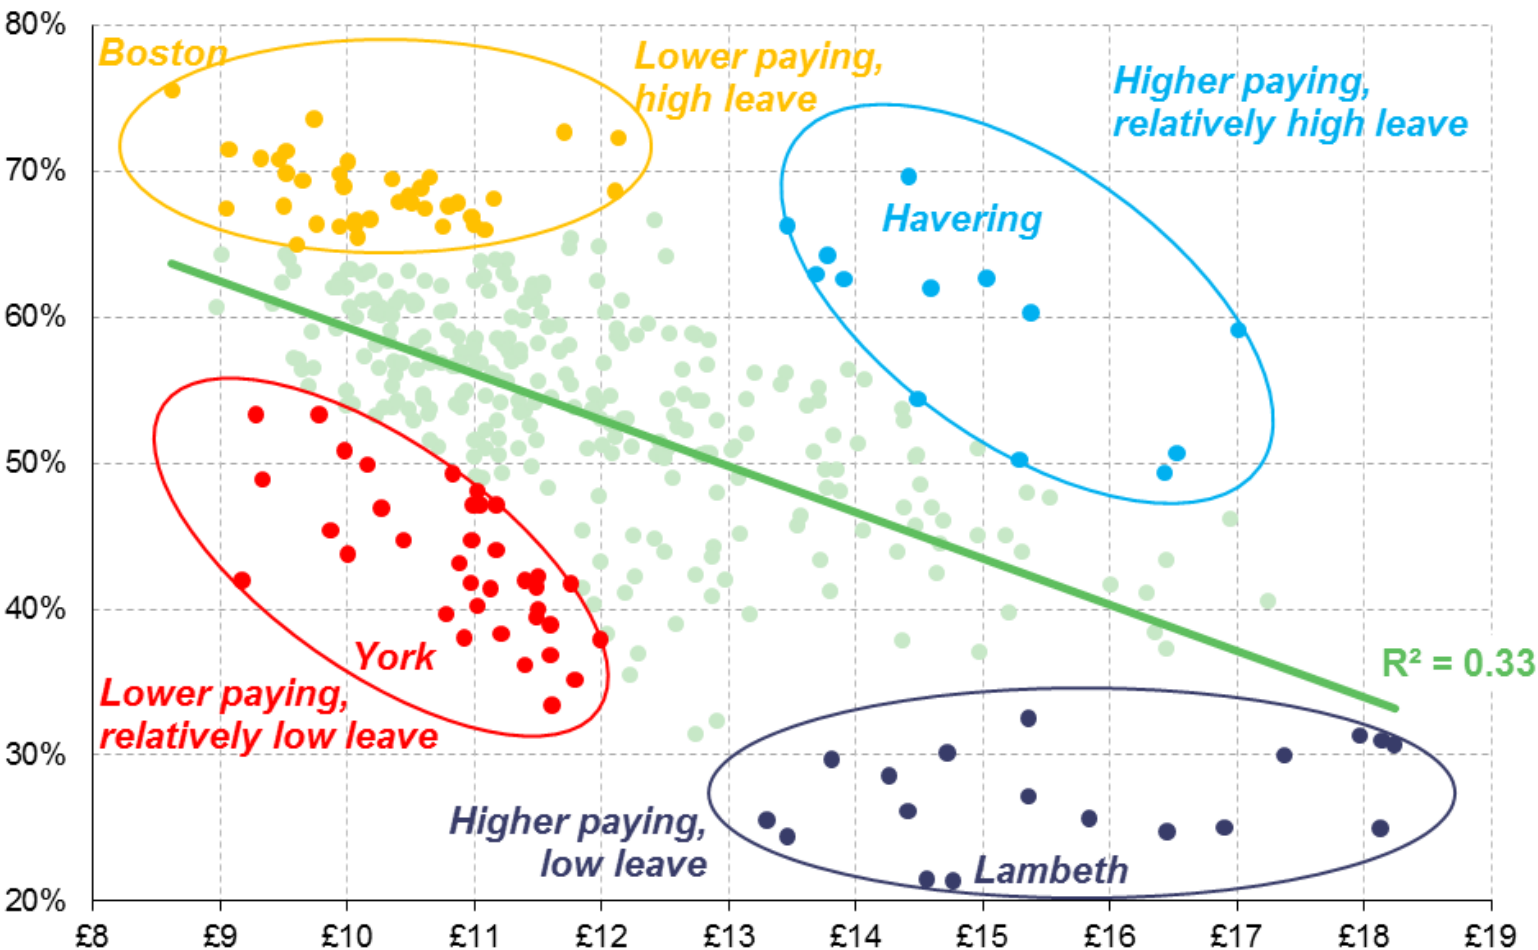 80%
Boston
Lower paying,
high leave
Higher paying,
relatively high leave
70%
Havering
60%
50%
40%
York
R² = 0.33
Lower paying,
relatively low leave
30%
Higher paying,
low leave
Lambeth
20%
£8 £9 £10 £11 £12 £13 £14 £15 £16 £17 £18 £19